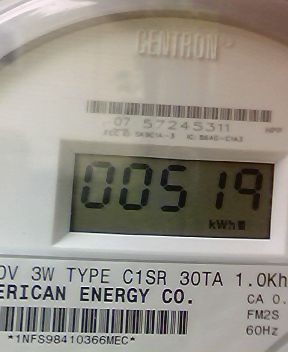 CENTRON
07 57245311
00519
kWh
0V 3W TYPE C1SR 30TA 1.0Kh
ERICAN ENERGY CO.
CA 0.
FM2S
60Hz
*1NFS98410366MEC*